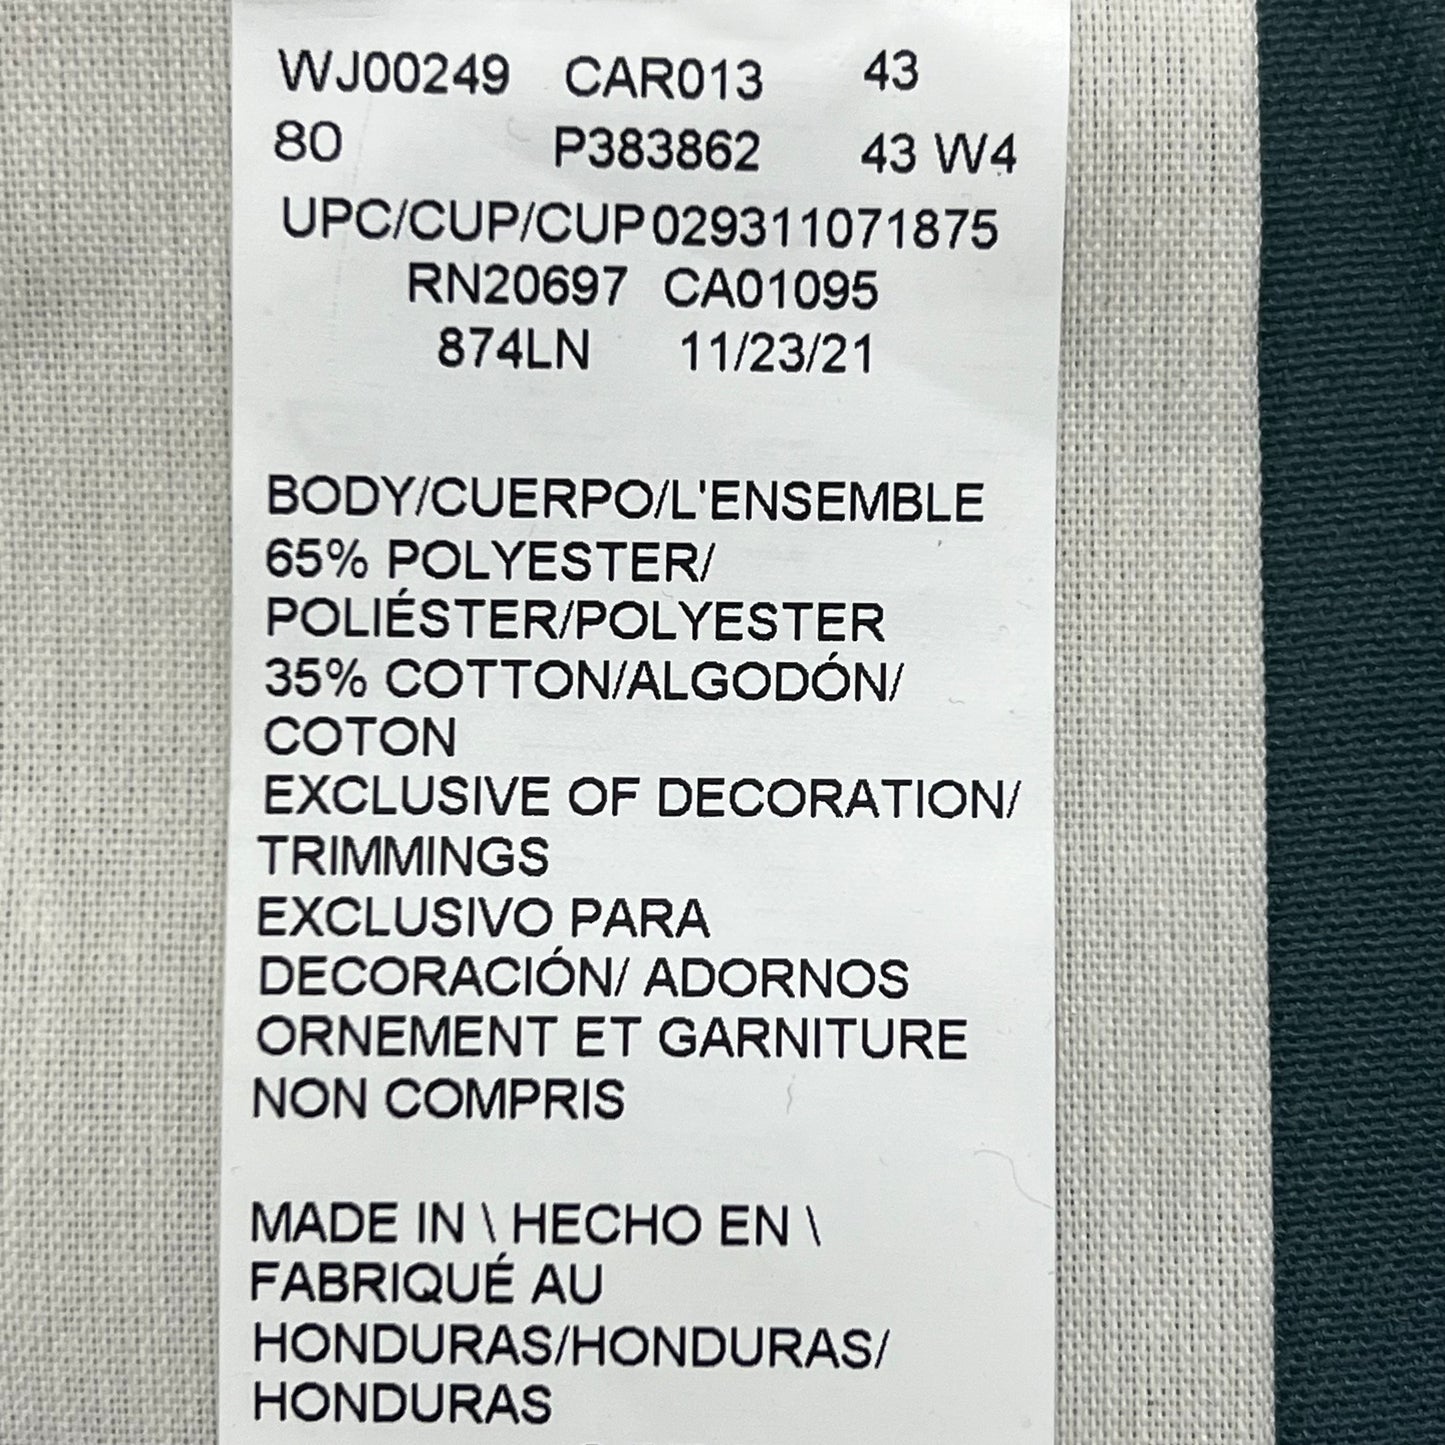 WJ00249 CAR013 43
80 P383862 43 W4
UPC/CUP/CUP029311071875
RN20697 CA01095
874LN 11/23/21
BODY/CUERPO/L'ENSEMBLE
65% POLYESTER/
POLIÉSTER/POLYESTER
35% COTTON/ALGODÓN/
COTON
EXCLUSIVE OF DECORATION/
TRIMMINGS
EXCLUSIVO PARA
DECORACIÓN/ ADORNOS
ORNEMENT ET GARNITURE
NON COMPRIS
MADE IN \ HECHO EN \
FABRIQUÉ AU
HONDURAS/HONDURAS/
HONDURAS